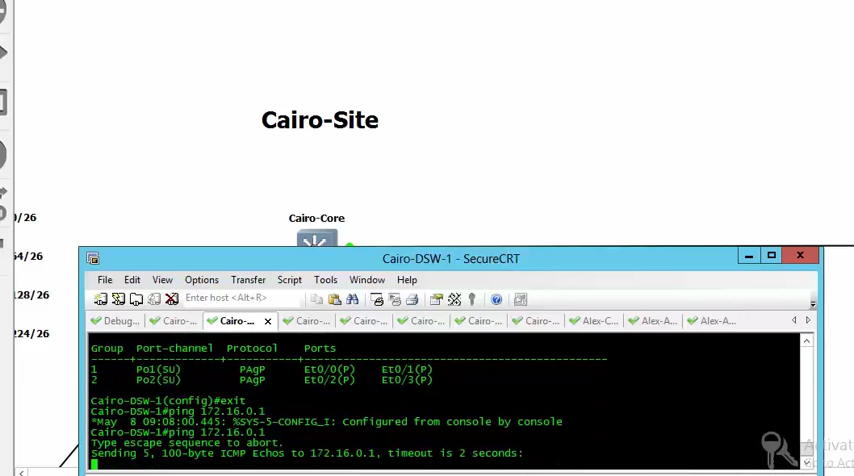 Cairo-Site
0/26
Cairo-Core
64/26
128/26
224/26
Cairo-DSW-1 - SecureCRT
File Edit View Options Transfer Script Tools Window Help
Enter host <Alt+R>
Debug... Cairo-... Cairo-... Cairo-... Cairo-... Cairo-... Cairo-... Cairo-... Alex-C... Alex-A... Alex-A...
Group Port-channel Protocol Ports
------+-------------+-----------+-----------------------------------------------
1 Po1(SU) PAgP Et0/0(P) Et0/1(P)
2 Po2(SU) PAgP Et0/2(P) Et0/3(P)
Cairo-DSW-1(config)#exit
Cairo-DSW-1#ping 172.16.0.1
*May 8 09:08:00.445: %SYS-5-CONFIG_I: Configured from console by console
Cairo-DSW-1#ping 172.16.0.1
Type escape sequence to abort.
Sending 5, 100-byte ICMP Echos to 172.16.0.1, timeout is 2 seconds:
Activat
Go to Act